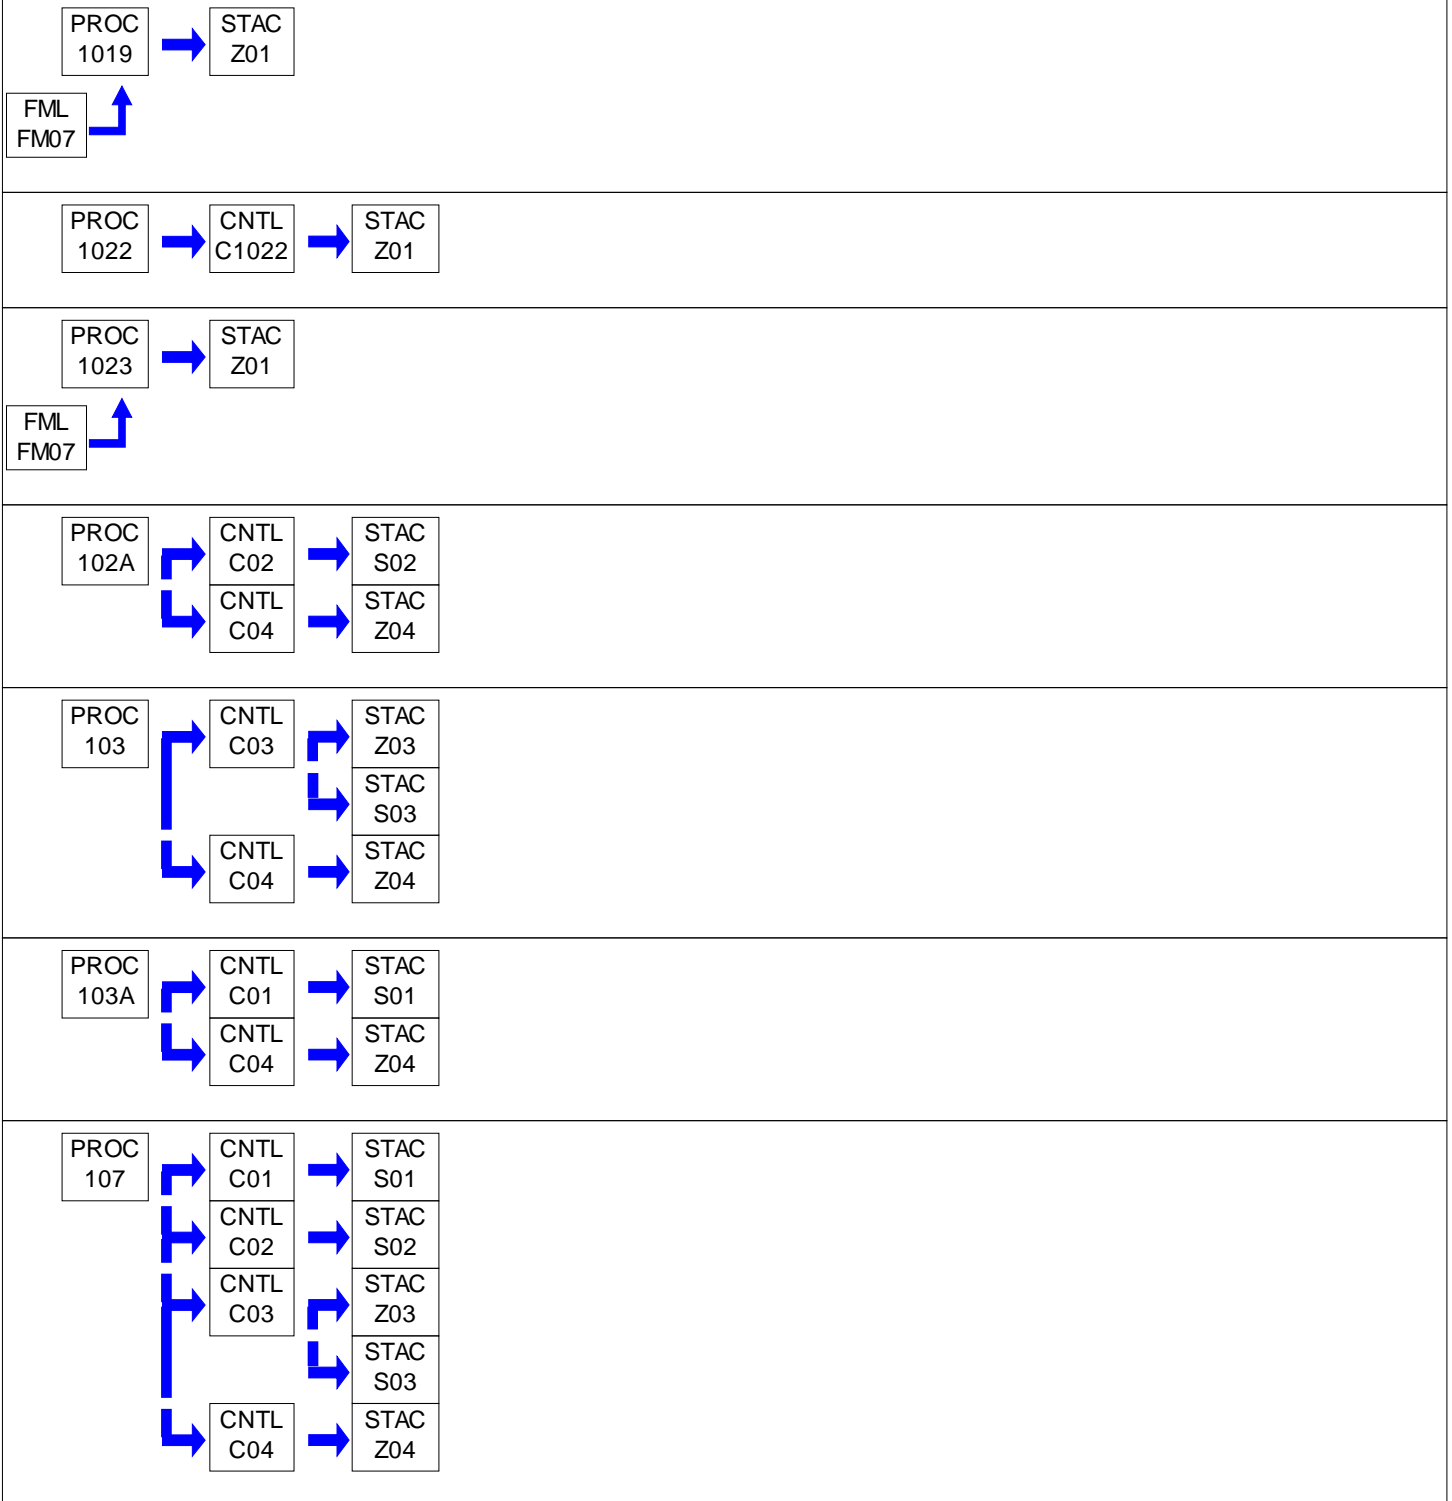 PROC
1019
STAC
Z01
FML
FM07
PROC
1022
CNTL
C1022
STAC
Z01
PROC
1023
STAC
Z01
FML
FM07
PROC
102A
CNTL
C02
STAC
S02
CNTL
C04
STAC
Z04
PROC
103
CNTL
C03
STAC
Z03
STAC
S03
CNTL
C04
STAC
Z04
PROC
103A
CNTL
C01
STAC
S01
CNTL
C04
STAC
Z04
PROC
107
CNTL
C01
STAC
S01
CNTL
C02
STAC
S02
CNTL
C03
STAC
Z03
STAC
S03
CNTL
C04
STAC
Z04